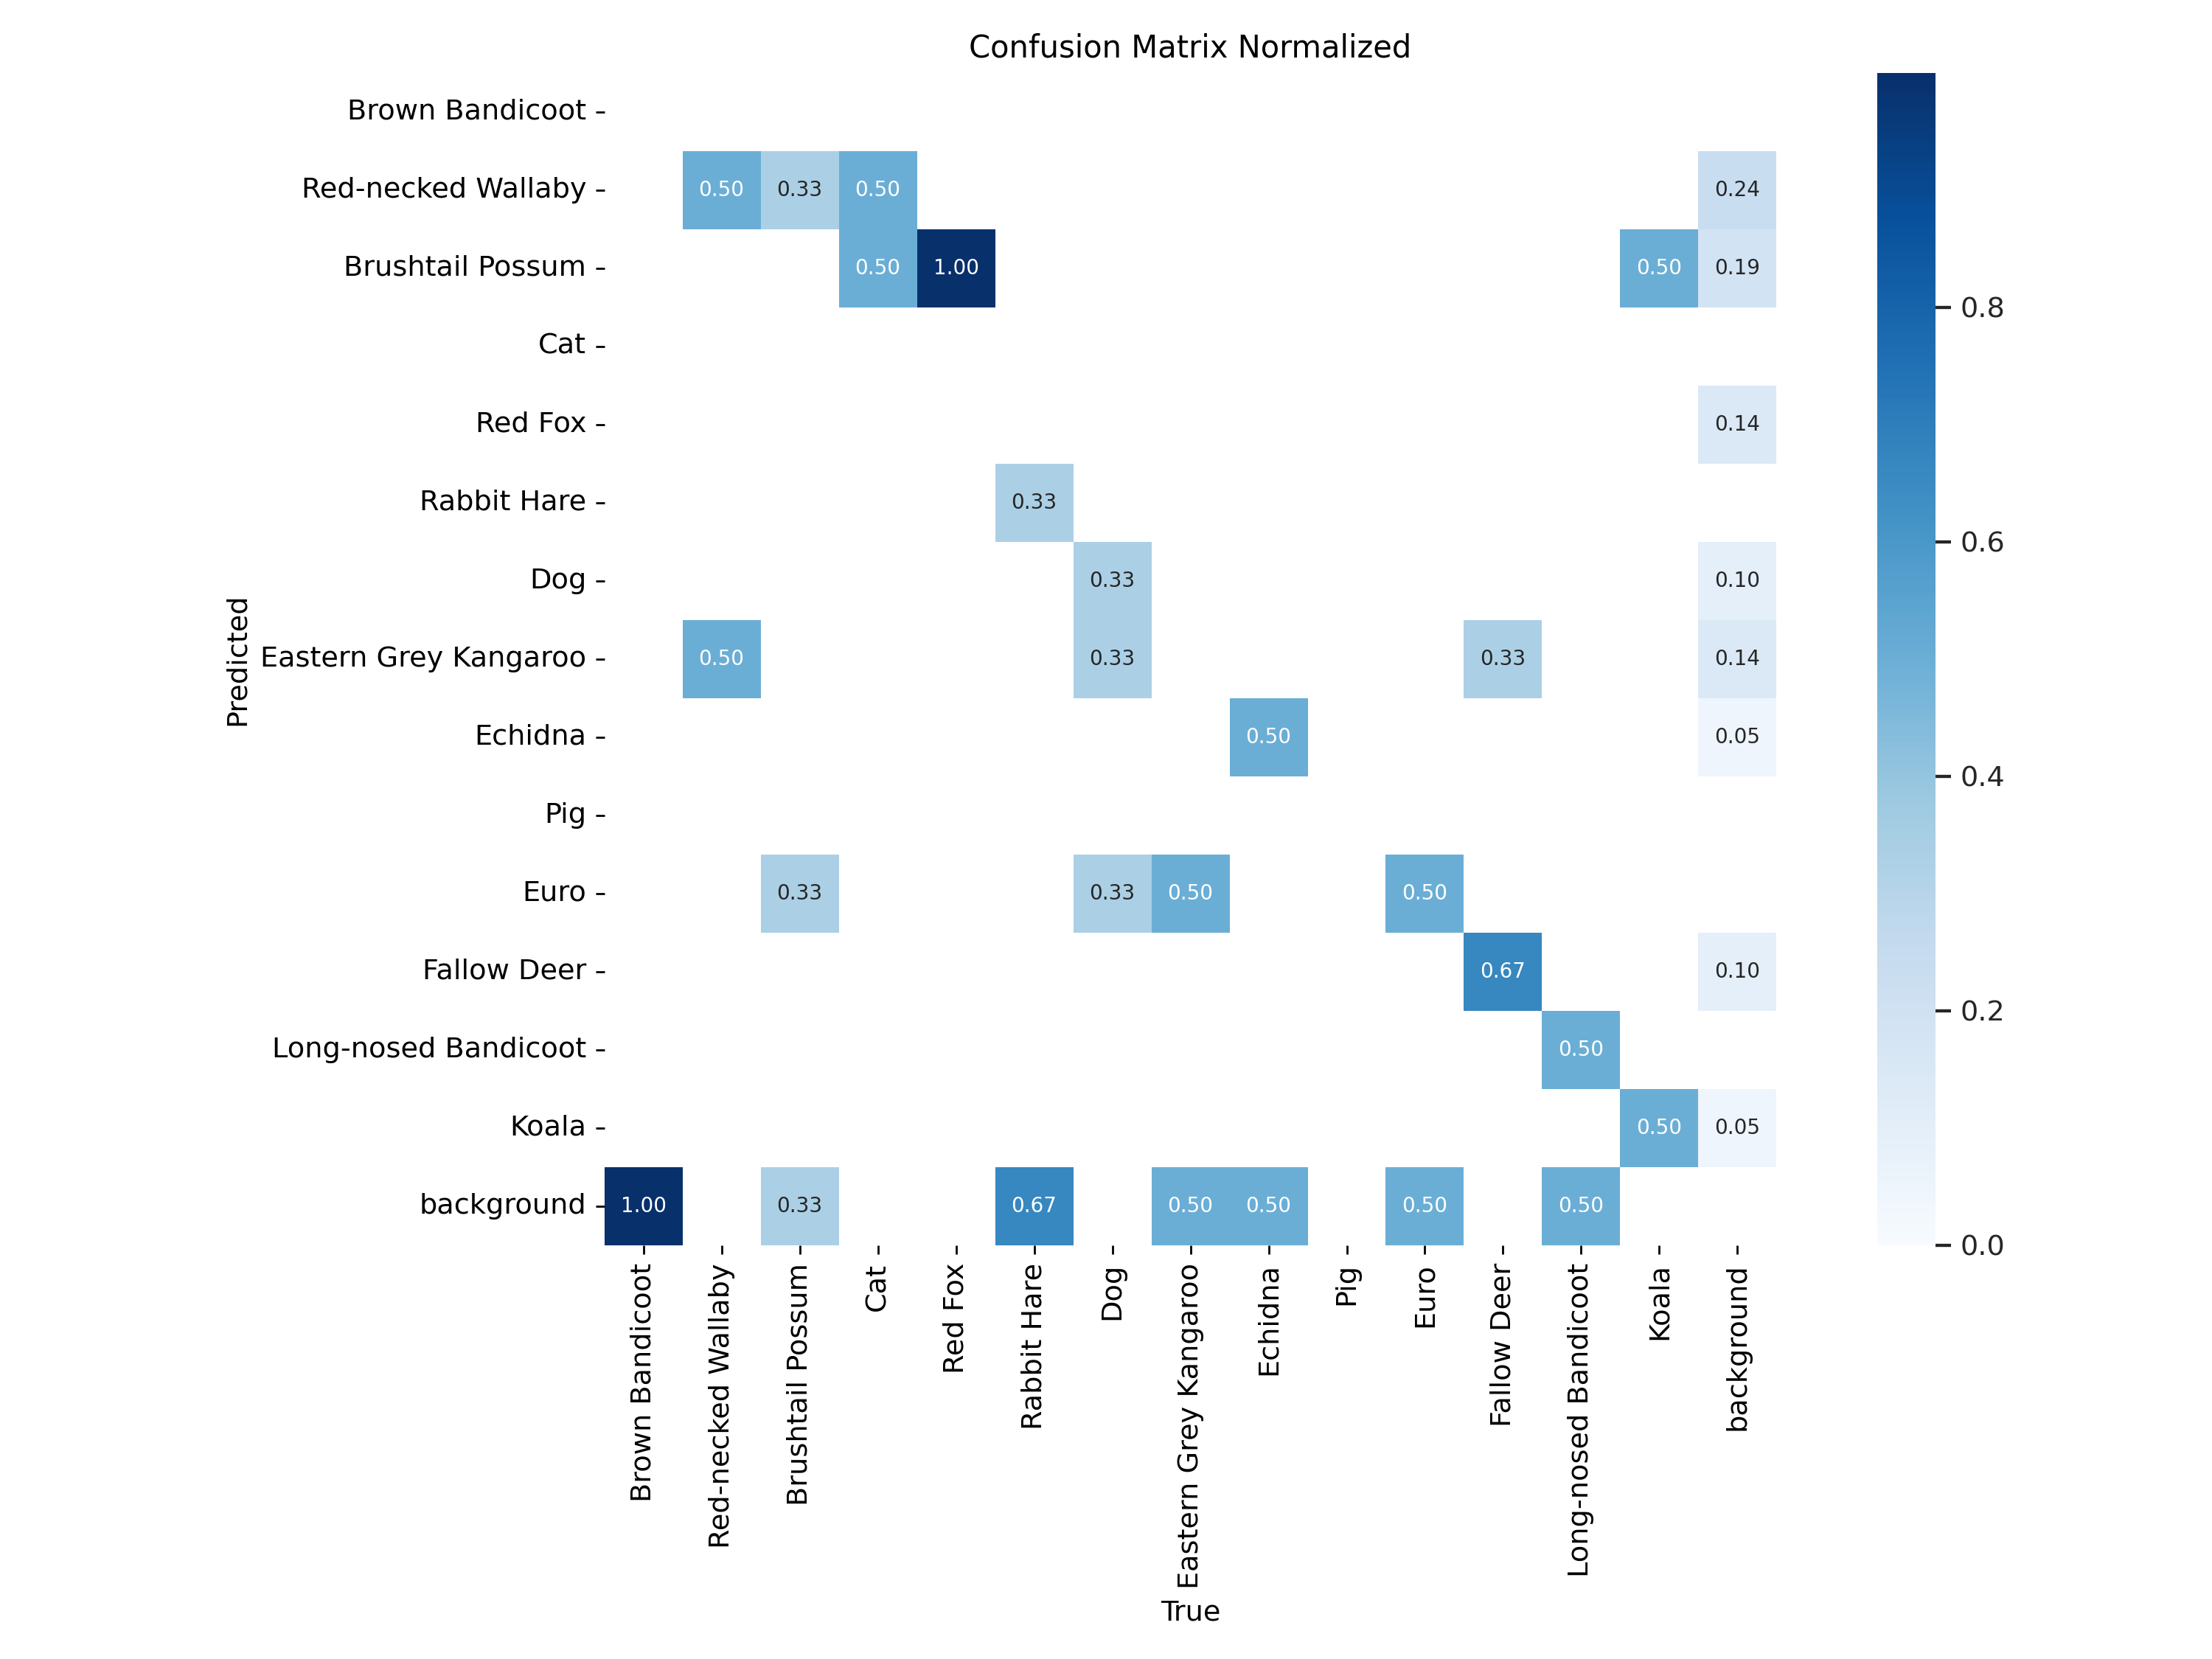 Confusion Matrix Normalized
Brown Bandicoot
Red-necked Wallaby 0.50 0.33 0.50 0.24
Brushtail Possum 0.50 1.00 0.50 0.19
0.8
Cat
Red Fox 0.14
Rabbit Hare 0.33
0.6
Dog 0.33 0.10
Predicted
Eastern Grey Kangaroo 0.50 0.33 0.33 0.14
Echidna 0.50 0.05
0.4
Pig
Euro 0.33 0.33 0.50 0.50
Fallow Deer 0.67 0.10
0.2
Long-nosed Bandicoot 0.50
Koala 0.50 0.05
background 1.00 0.33 0.67 0.50 0.50 0.50 0.50
0.0
Brown Bandicoot
Red-necked Wallaby
Brushtail Possum
Cat
Red Fox
Rabbit Hare
Dog
Eastern Grey Kangaroo
Echidna
Pig
Euro
Fallow Deer
Long-nosed Bandicoot
Koala
background
True